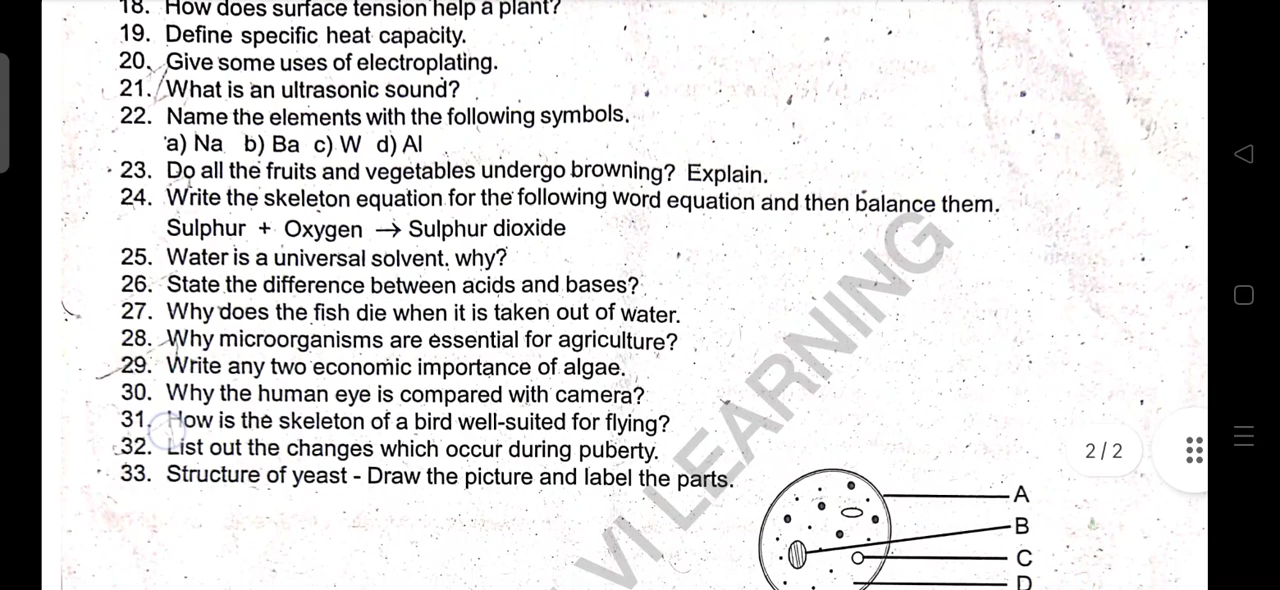 18. How does surface tension help a plant?
19. Define specific heat capacity.
20. Give some uses of electroplating.
21. What is an ultrasonic sound?
22. Name the elements with the following symbols.
a) Na b) Ba c) W d) Al
23. Do all the fruits and vegetables undergo browning? Explain.
24. Write the skeleton equation for the following word equation and then balance them.
Sulphur + Oxygen → Sulphur dioxide
25. Water is a universal solvent. why?
26. State the difference between acids and bases?
27. Why does the fish die when it is taken out of water.
28. Why microorganisms are essential for agriculture?
29. Write any two economic importance of algae.
30. Why the human eye is compared with camera?
31. How is the skeleton of a bird well-suited for flying?
32. List out the changes which occur during puberty.
33. Structure of yeast - Draw the picture and label the parts.
A
B
C
D
VI LEARNING
2/2